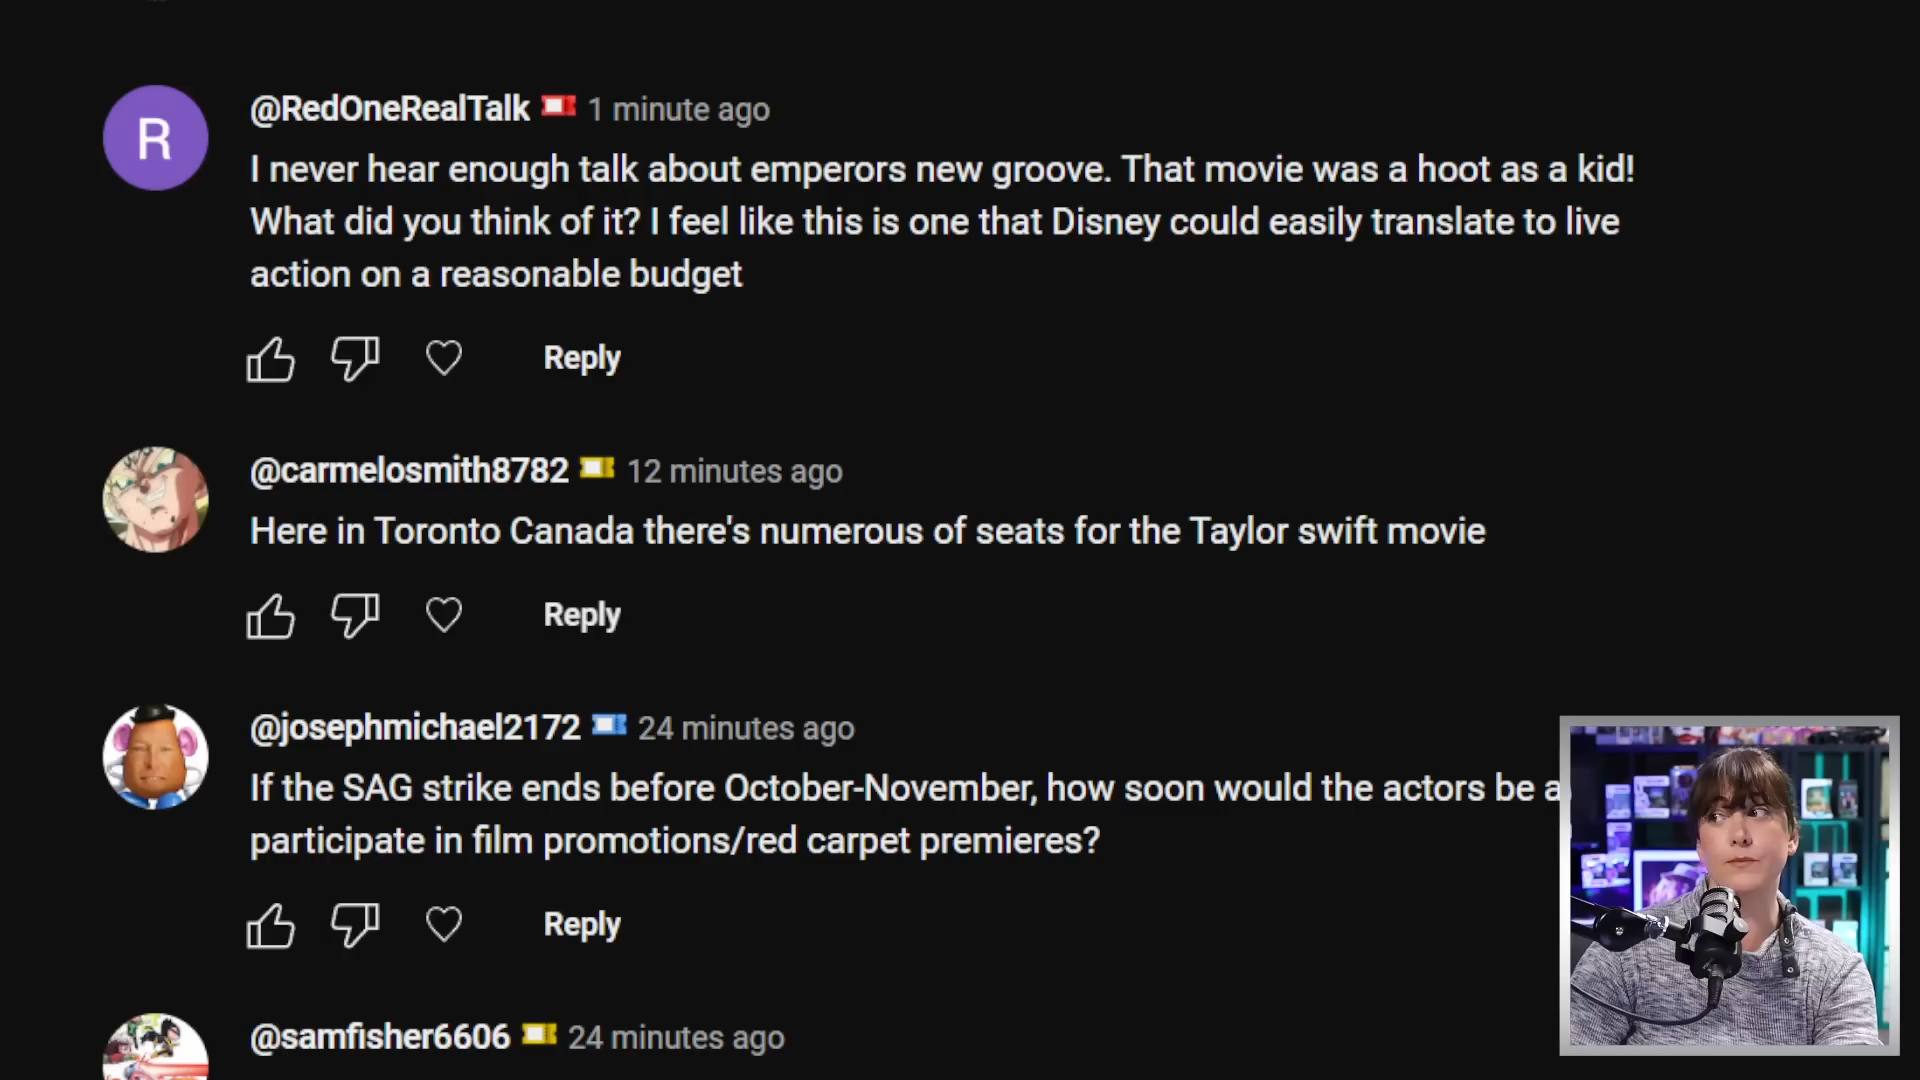 R
@RedOneRealTalk 1 minute ago
I never hear enough talk about emperors new groove. That movie was a hoot as a kid!
What did you think of it? I feel like this is one that Disney could easily translate to live
action on a reasonable budget
Reply
@carmelosmith8782 12 minutes ago
Here in Toronto Canada there's numerous of seats for the Taylor swift movie
Reply
@josephmichael2172 24 minutes ago
If the SAG strike ends before October-November, how soon would the actors be a
participate in film promotions/red carpet premieres?
Reply
@samfisher6606 24 minutes ago